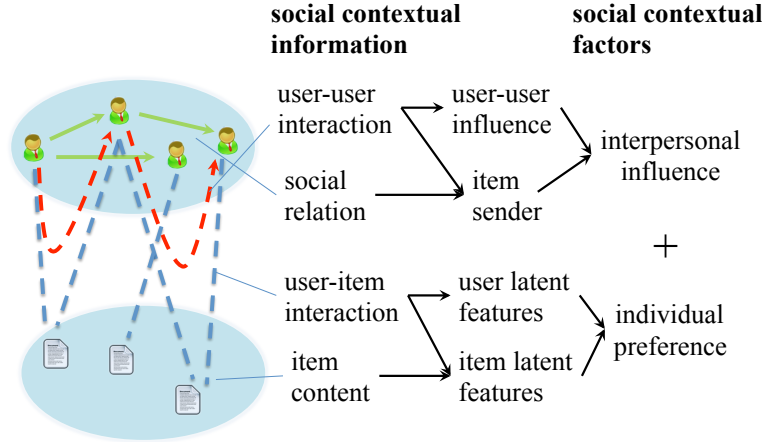 social contextual
information
social contextual
factors
user-user
interaction
user-user
influence
interpersonal
influence
social
relation
item
sender
+
user-item
interaction
user latent
features
individual
preference
item
content
item latent
features